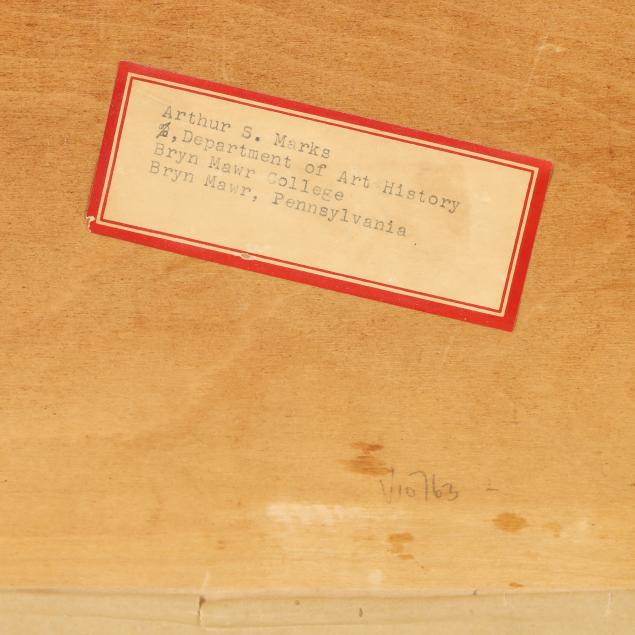 Arthur S. Marks
%,Department of Art History
Bryn Mawr College
Bryn Mawr, Pennsylvania
V10763